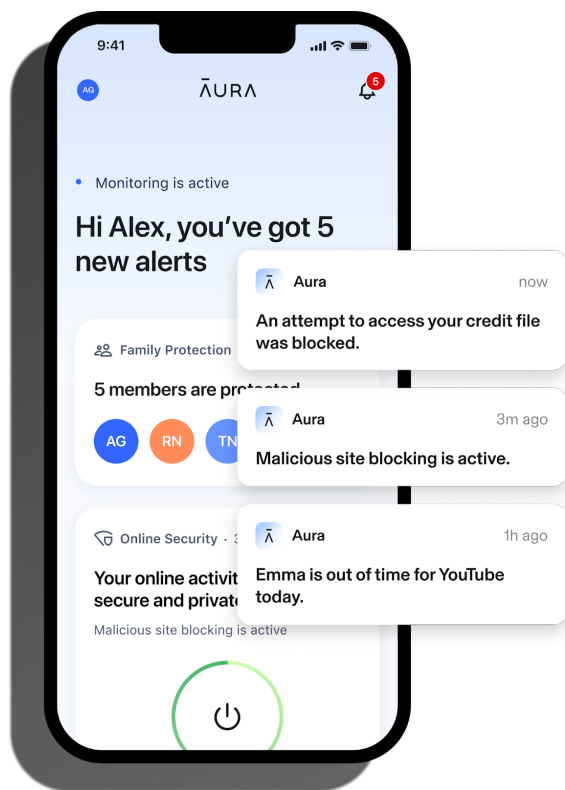 9:41
AG
ĀURA
5
Monitoring is active
Hi Alex, you’ve got 5
new alerts
Aura
now
An attempt to access your credit file
was blocked.
Family Protection
5 members are protected
AG
RN
TN
Aura
3m ago
Malicious site blocking is active.
Online Security ·
Your online activit
secure and private
Malicious site blocking is active
Aura
1h ago
Emma is out of time for YouTube
today.